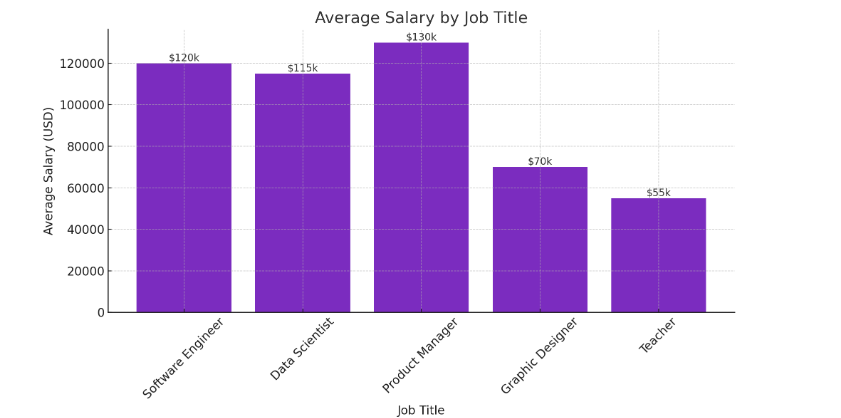 Average Salary by Job Title
Average Salary (USD)
120000
100000
80000
60000
40000
20000
0
$120k
$115k
$130k
$70k
$55k
Software Engineer
Data Scientist
Product Manager
Graphic Designer
Teacher
Job Title